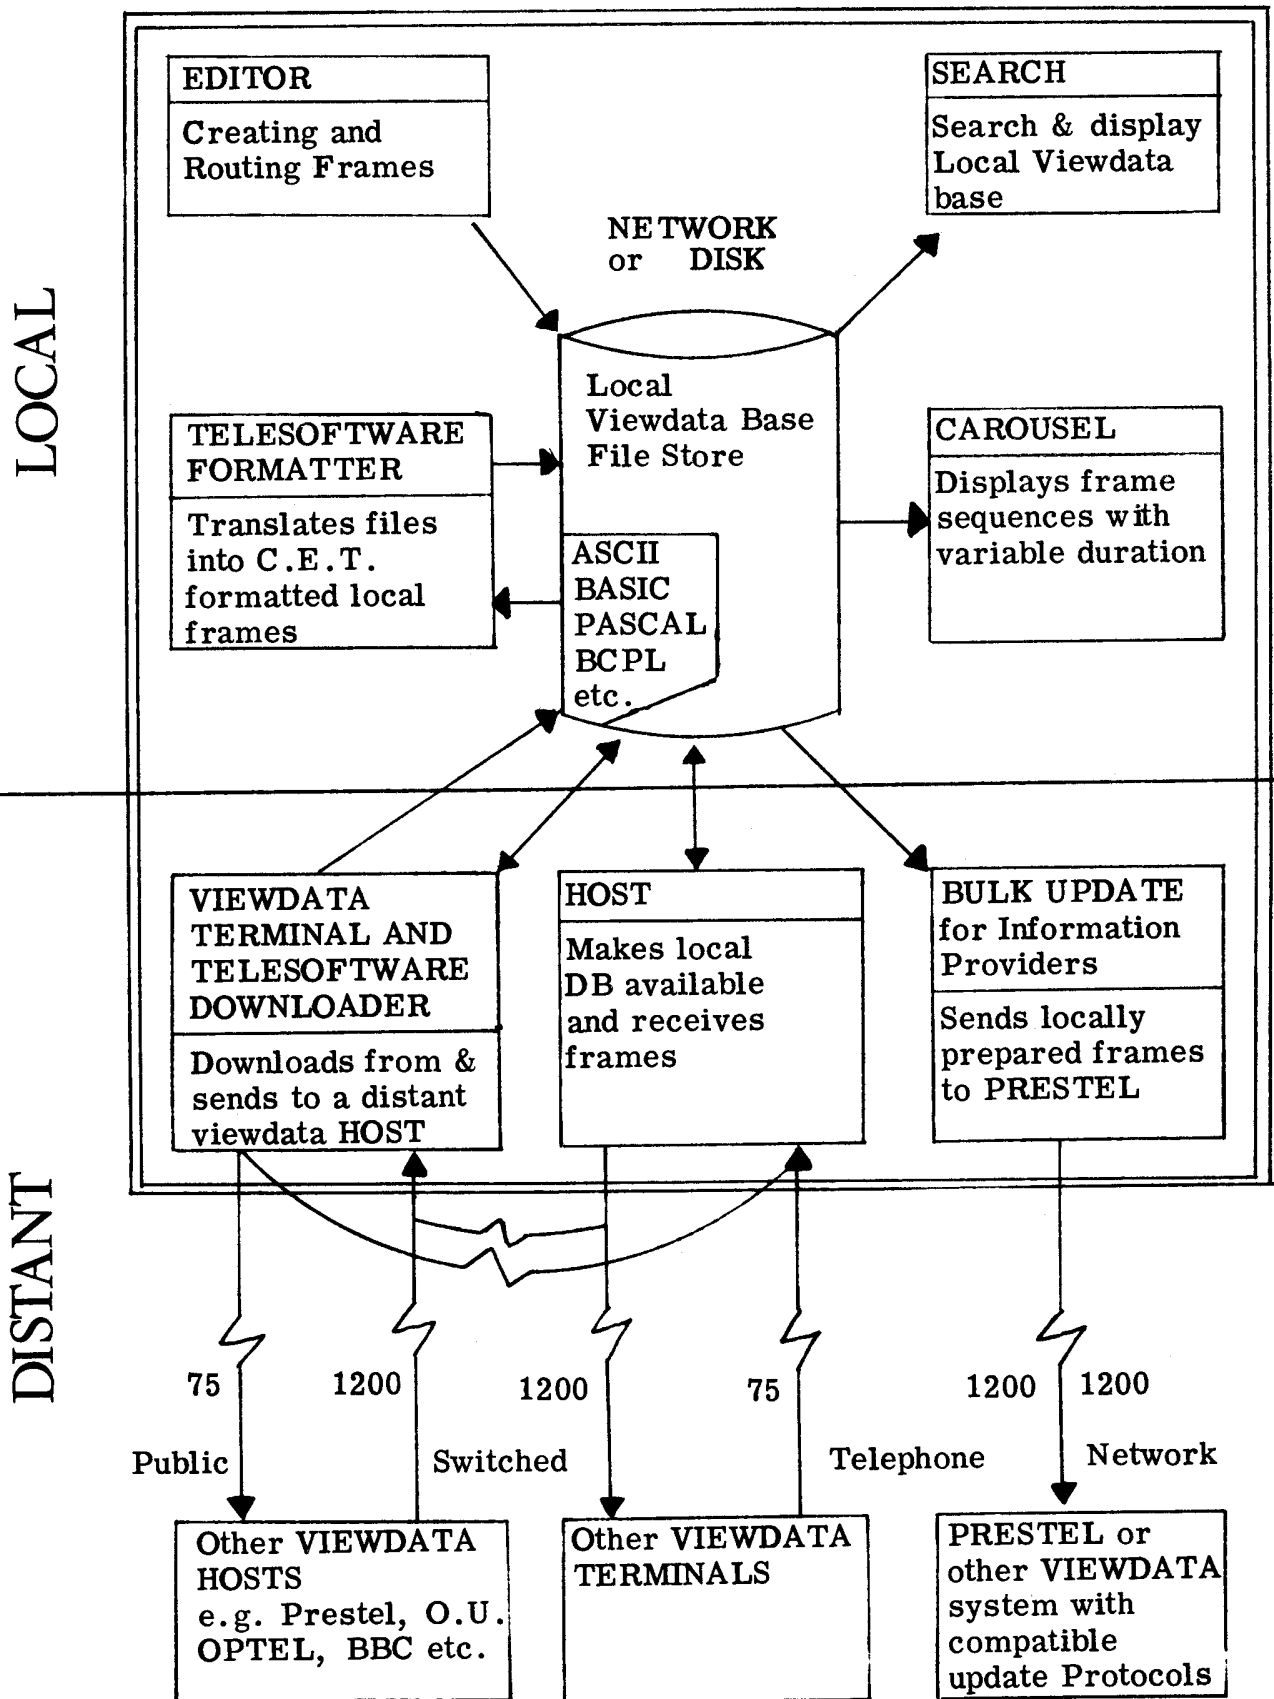 LOCAL
EDITOR
Creating and
Routing Frames
SEARCH
Search & display
Local Viewdata
base
NETWORK
or DISK
Local
Viewdata Base
File Store
TELESOFTWARE
FORMATTER
Translates files
into C.E.T.
formatted local
frames
ASCII
BASIC
PASCAL
BCPL
etc.
CAROUSEL
Displays frame
sequences with
variable duration
DISTANT
VIEWDATA
TERMINAL AND
TELESOFTWARE
DOWNLOADER
Downloads from &
sends to a distant
viewdata HOST
HOST
Makes local
DB available
and receives
frames
BULK UPDATE
for Information
Providers
Sends locally
prepared frames
to PRESTEL
75
1200
1200
75
1200
1200
Public
Switched
Telephone
Network
Other VIEWDATA
HOSTS
e.g. Prestel, O.U.
OPTEL, BBC etc.
Other VIEWDATA
TERMINALS
PRESTEL or
other VIEWDATA
system with
compatible
update Protocols